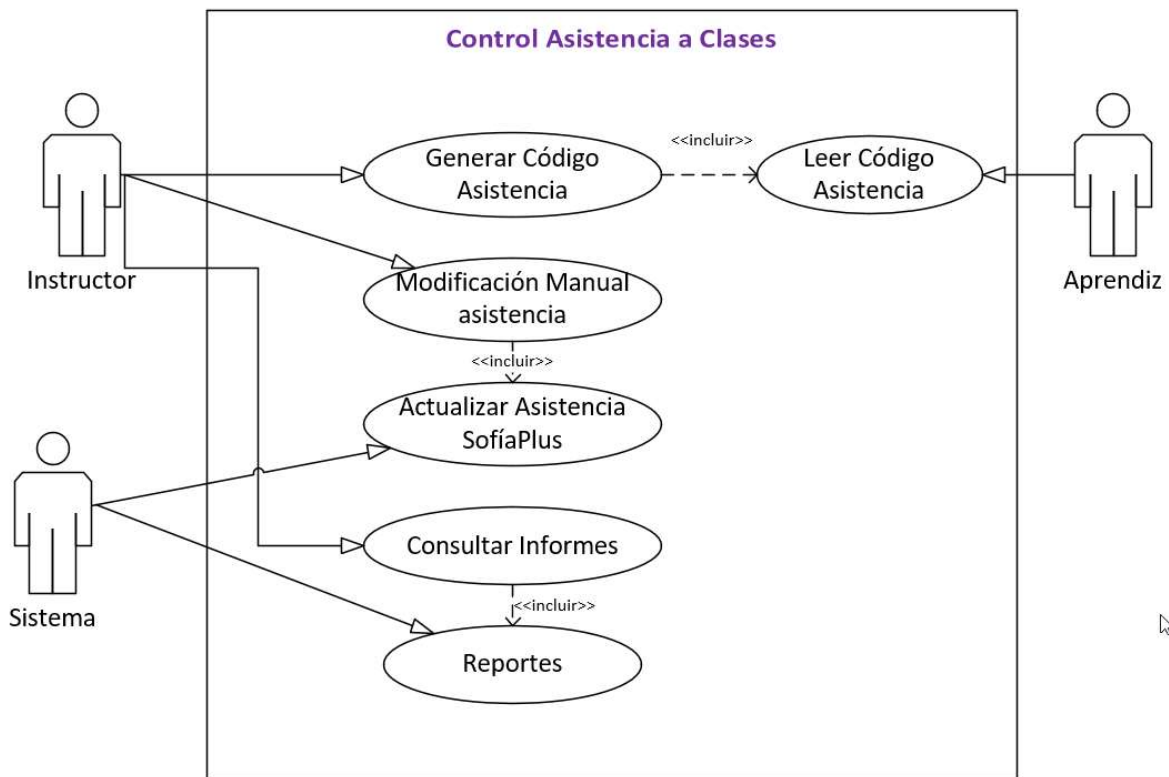 Control Asistencia a Clases
<<incluir>>
Generar Código
Asistencia
Leer Código
Asistencia
Instructor
Aprendiz
Modificación Manual
asistencia
<<incluir>>
Actualizar Asistencia
SofíaPlus
Consultar Informes
Sistema
<<incluir>>
Reportes